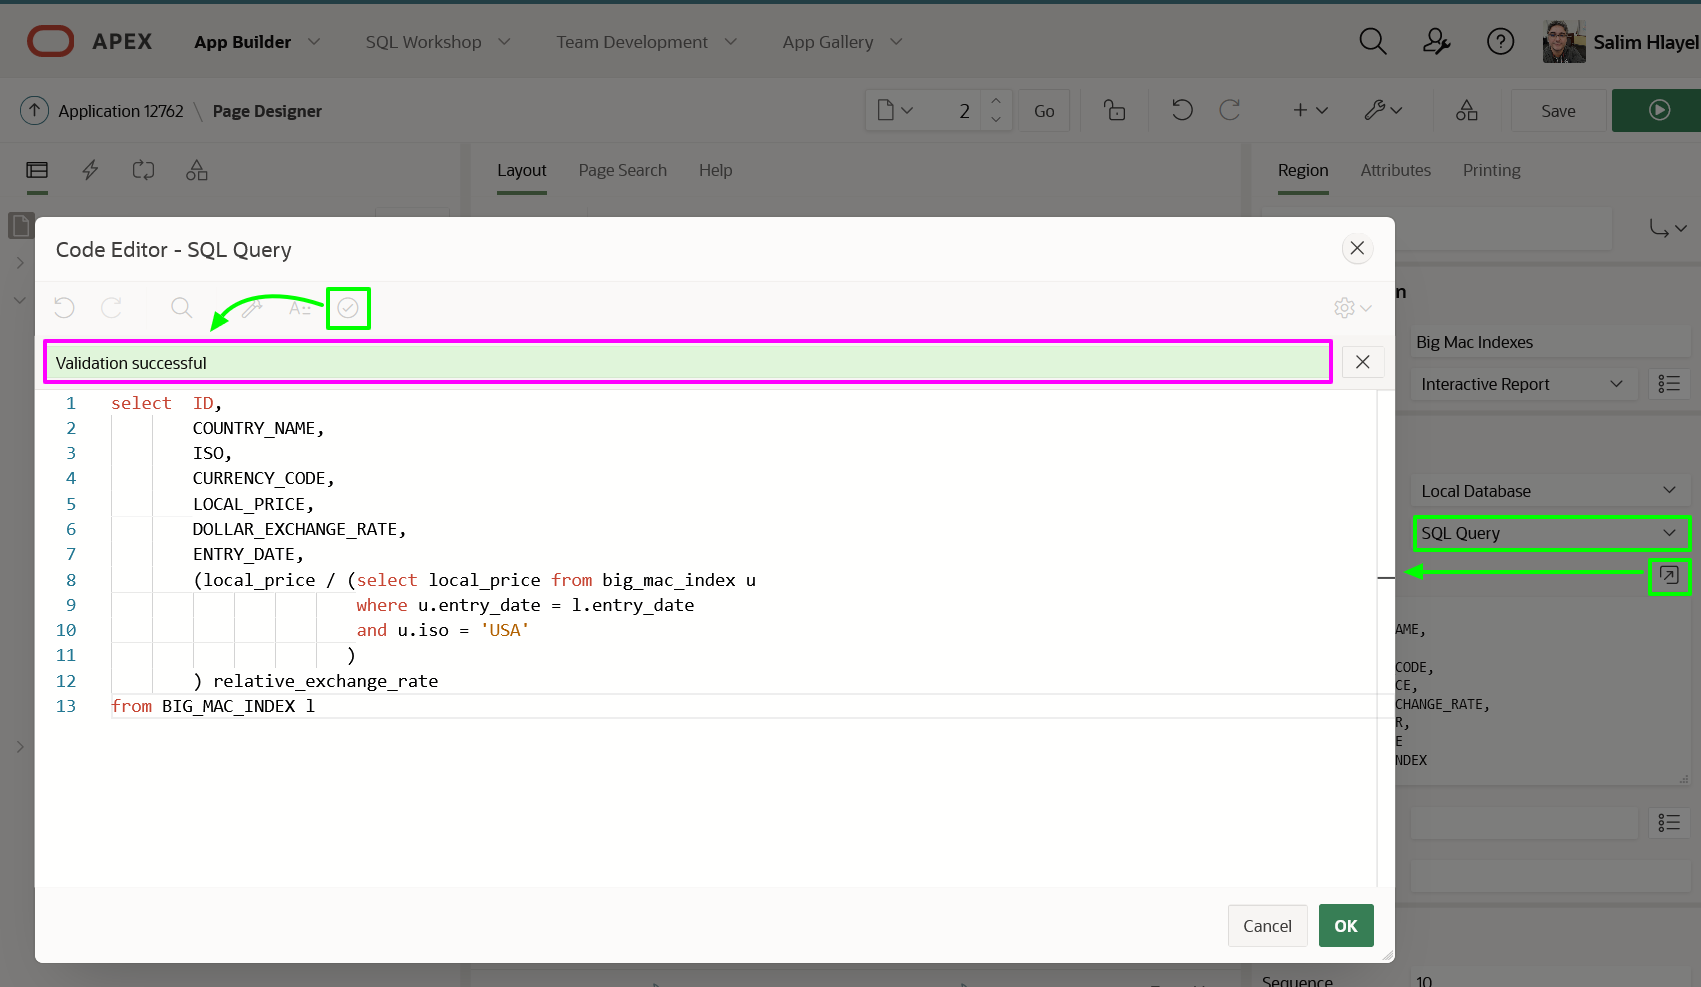 APEX App Builder SQL Workshop Team Development App Gallery Salim Hlayel
Application 12762 \ Page Designer 2 Go Save
Layout Page Search Help Region Attributes Printing
Code Editor - SQL Query
Validation successful
Big Mac Indexes
Interactive Report
1 select  ID,
2 COUNTRY_NAME,
3 ISO,
4 CURRENCY_CODE,
5 LOCAL_PRICE,
6 DOLLAR_EXCHANGE_RATE,
7 ENTRY_DATE,
8 (local_price / (select local_price from big_mac_index u
9 where u.entry_date = l.entry_date
10 and u.iso = 'USA'
11 )
12 ) relative_exchange_rate
13 from BIG_MAC_INDEX l
Local Database
SQL Query
AME,
CODE,
CE,
CHANGE_RATE,
R,
E
NDEX
Cancel OK
Sequence 10